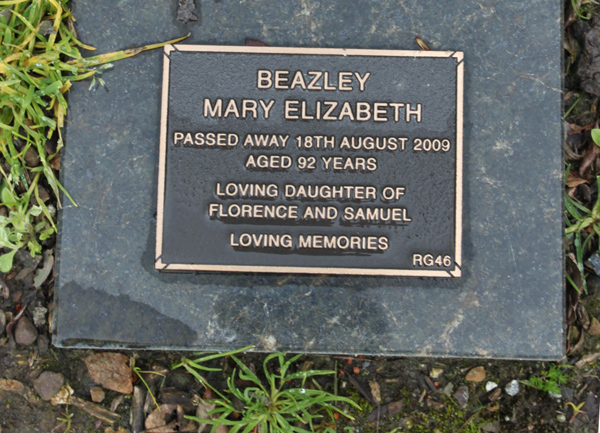 BEAZLEY
MARY ELIZABETH
PASSED AWAY 18TH AUGUST 2009
AGED 92 YEARS
LOVING DAUGHTER OF
FLORENCE AND SAMUEL
LOVING MEMORIES
RG46